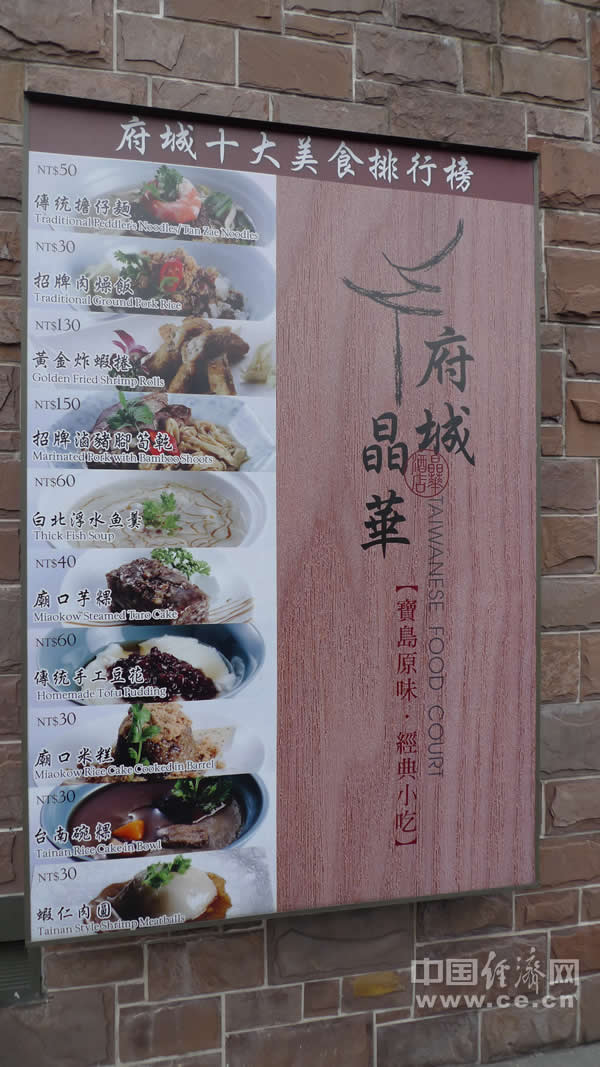 府城十大美食排行榜
NT$50
傳統擔仔麵
Traditional Peddler's Noodles/Tan Zae Noodles
NT$30
招牌肉燥飯
Traditional Ground Pork Rice
NT$130
黃金炸蝦捲
Golden Fried Shrimp Rolls
NT$150
招牌滷豬腳筍乾
Marinated Pork with Bamboo Shoots
NT$60
白北浮水魚羹
Thick Fish Soup
NT$40
廟口芋粿
Miaokow Steamed Taro Cake
NT$60
傳統手工豆花
Homemade Tofu Pudding
NT$30
廟口米糕
Miaokow Rice Cake Cooked in Barrel
NT$30
台南碗粿
Tainan Rice Cake in Bowl
NT$30
蝦仁肉圓
Tainan Style Shrimp Meatballs
府城
晶華
晶華酒店
TAIWANESE FOOD COURT
【寶島原味·經典小吃】
中国经济网
www.ce.cn